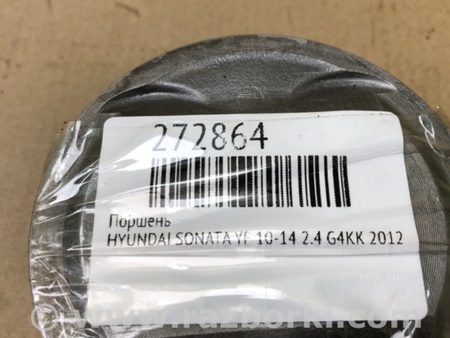 272864
Поршень
HYUNDAI SONATA YF 10-14 2.4 G4KK 2012
www.razborki.com